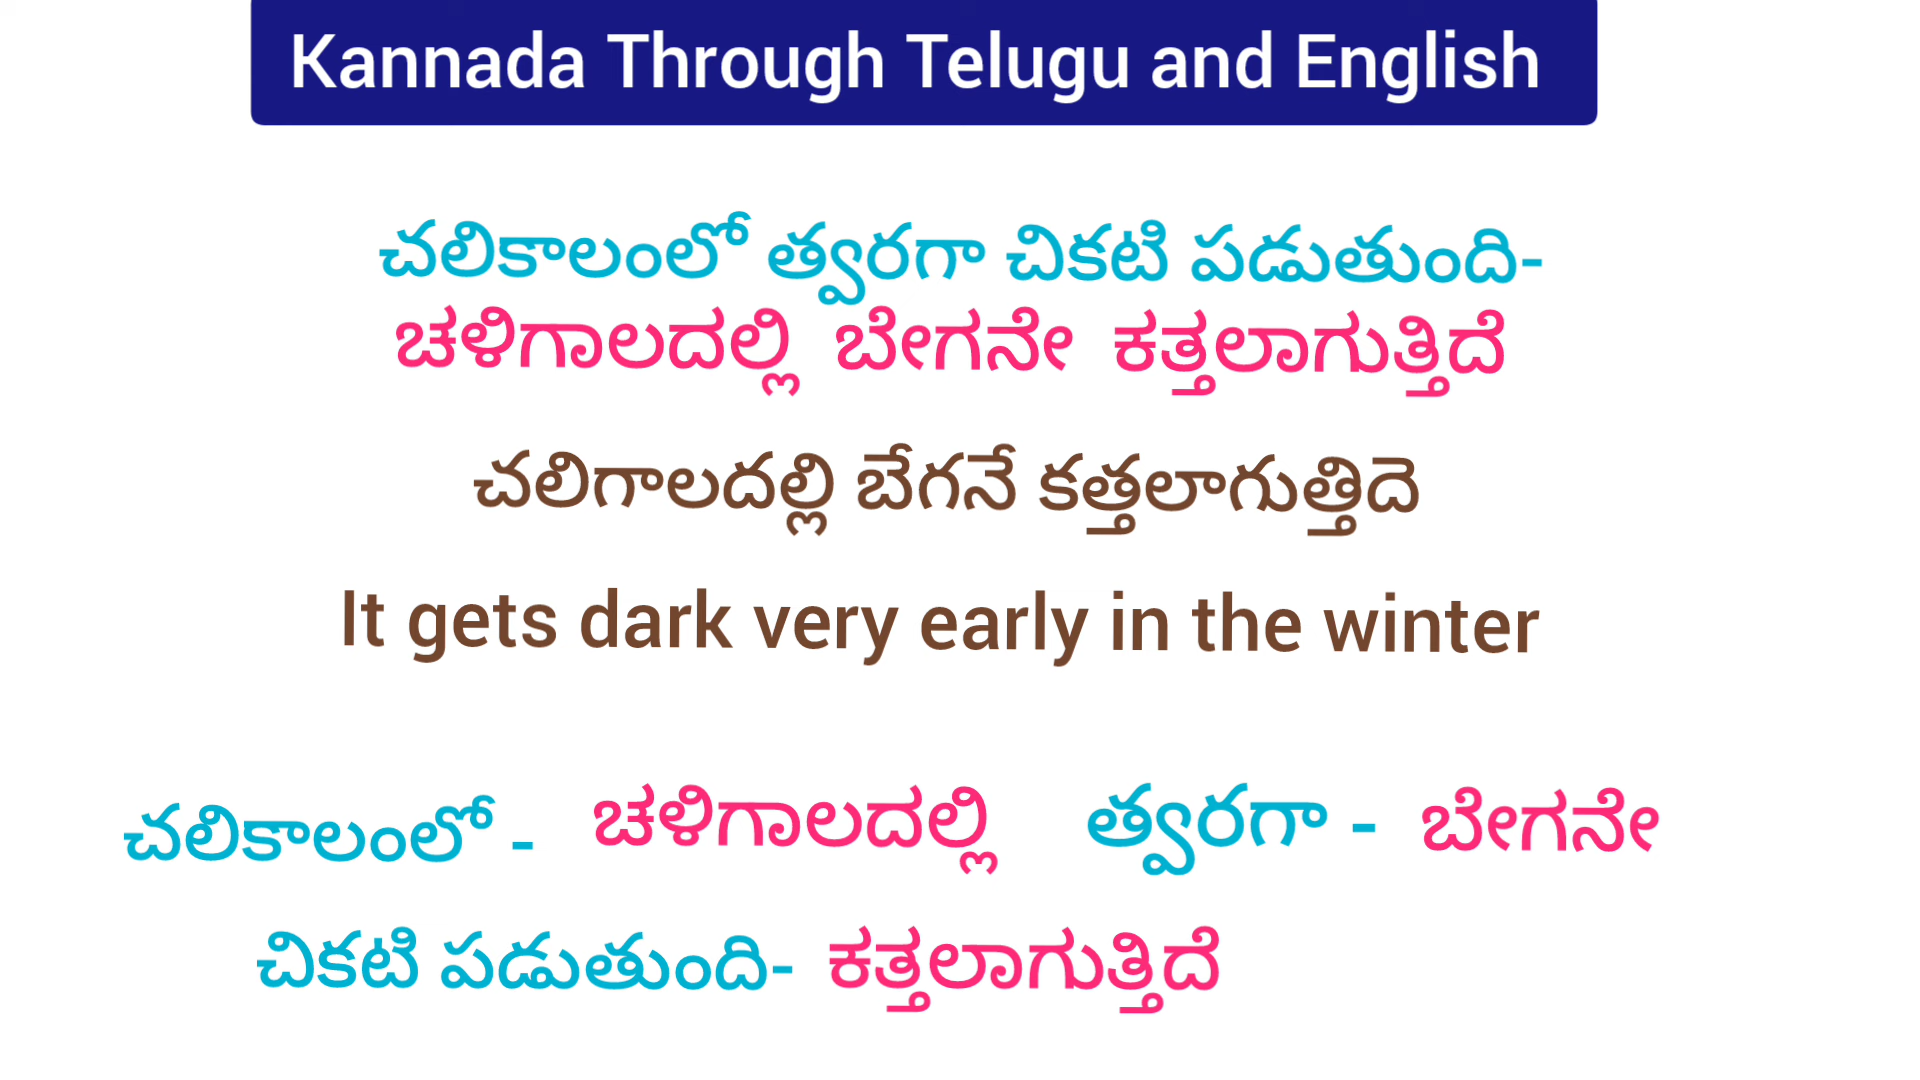 Kannada Through Telugu and English
చలికాలంలో త్వరగా చికటి పడుతుంది-
ಚಳಿಗಾಲದಲ್ಲಿ ಬೇಗನೇ ಕತ್ತಲಾಗುತ್ತಿದೆ
చలిగాలదల్లి బేగనే కత్తలాగుత్తిదె
It gets dark very early in the winter
చలికాలంలో - ಚಳಿಗಾಲದಲ್ಲಿ త్వరగా - ಬೇಗನೇ
చికటి పడుతుంది- ಕತ್ತಲಾಗುತ್ತಿದೆ